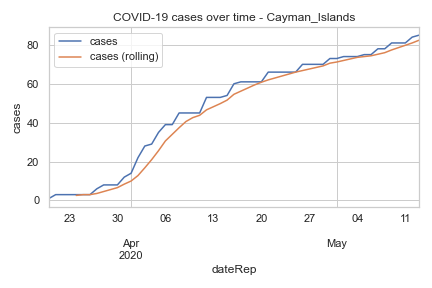 COVID-19 cases over time - Cayman_Islands
cases
cases (rolling)
80
60
40
20
0
cases
23 30 06 13 20 27 04 11
Apr May
2020
dateRep